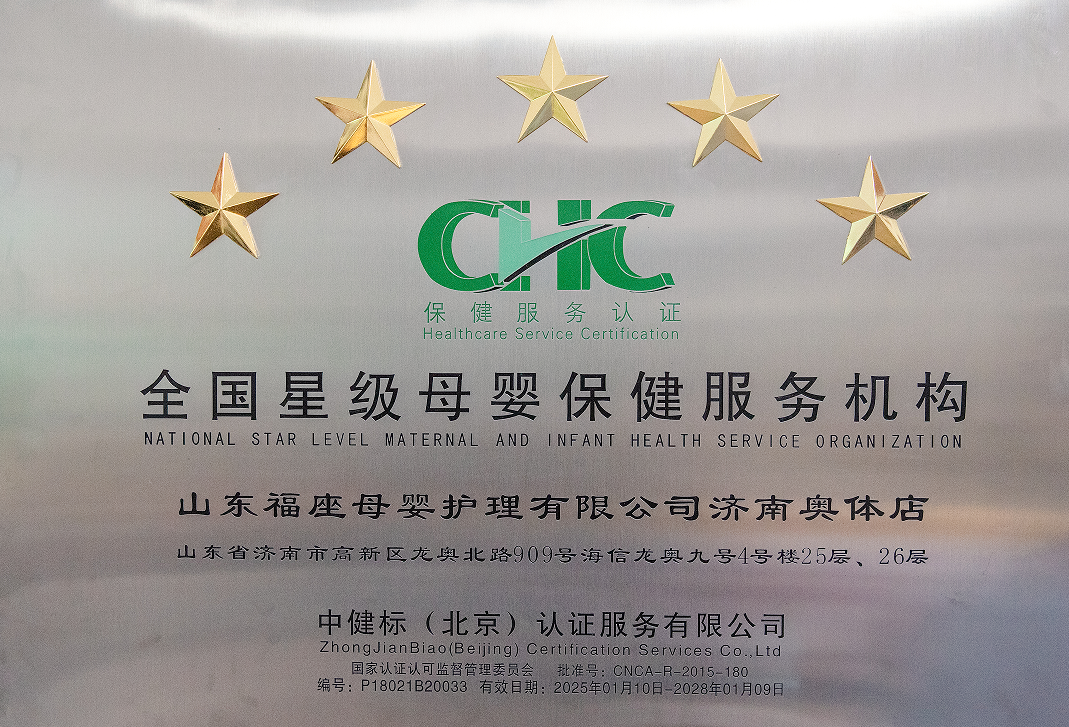 CHC
保健服务认证
Healthcare Service Certification
全国星级母婴保健服务机构
NATIONAL STAR LEVEL MATERNAL AND INFANT HEALTH SERVICE ORGANIZATION
山东福座母婴护理有限公司济南奥体店
山东省济南市高新区龙奥北路909号海信龙奥九号4号楼25层、26层
中健标（北京）认证服务有限公司
ZhongJianBiao(Beijing) Certification Services Co.,Ltd
国家认证认可监督管理委员会 批准号：CNCA-R-2015-180
编号：P18021B20033 有效日期：2025年01月10日-2028年01月09日